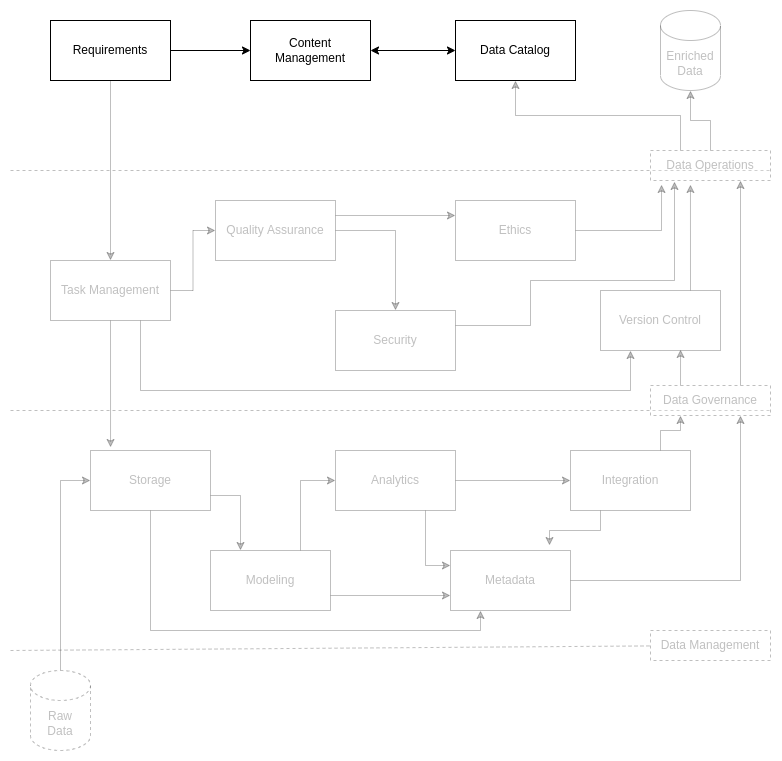 Requirements
Content
Management
Data Catalog
Enriched
Data
Data Operations
Quality Assurance
Ethics
Task Management
Security
Version Control
Data Governance
Storage
Analytics
Integration
Modeling
Metadata
Data Management
Raw
Data